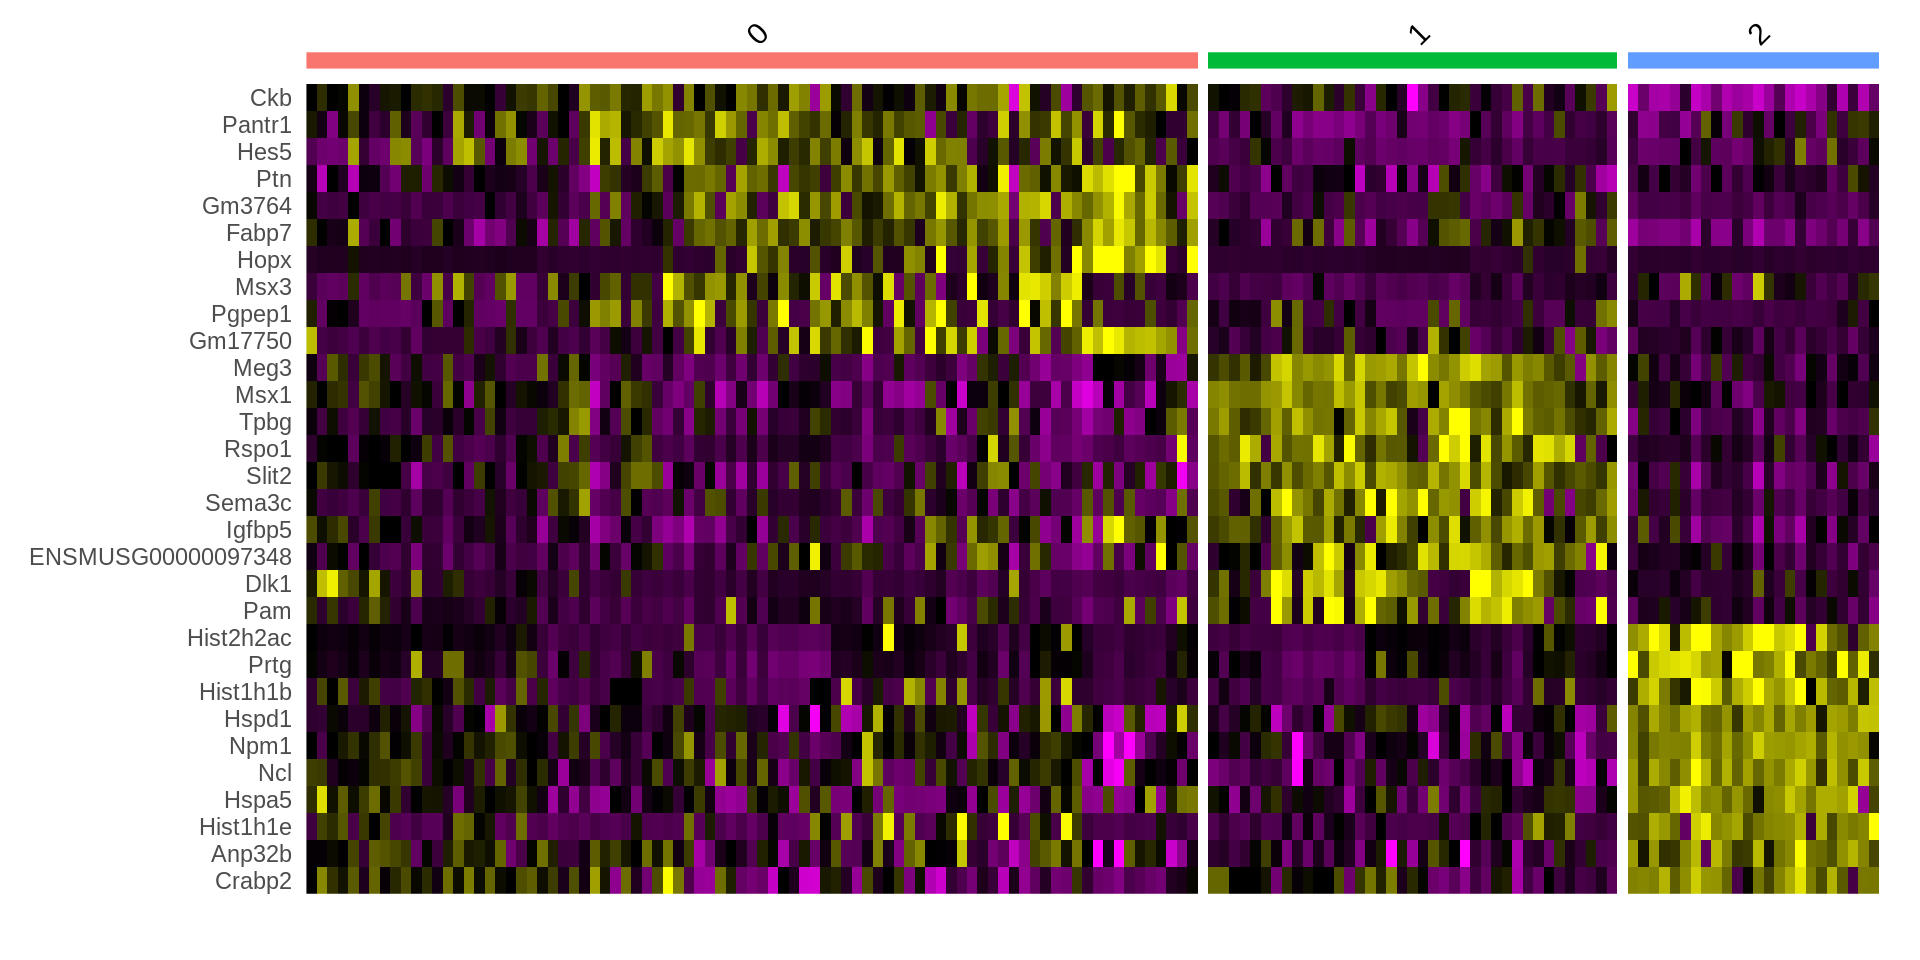 0 1 2
Ckb
Pantr1
Hes5
Ptn
Gm3764
Fabp7
Hopx
Msx3
Pgpep1
Gm17750
Meg3
Msx1
Tpbg
Rspo1
Slit2
Sema3c
Igfbp5
ENSMUSG00000097348
Dlk1
Pam
Hist2h2ac
Prtg
Hist1h1b
Hspd1
Npm1
Ncl
Hspa5
Hist1h1e
Anp32b
Crabp2